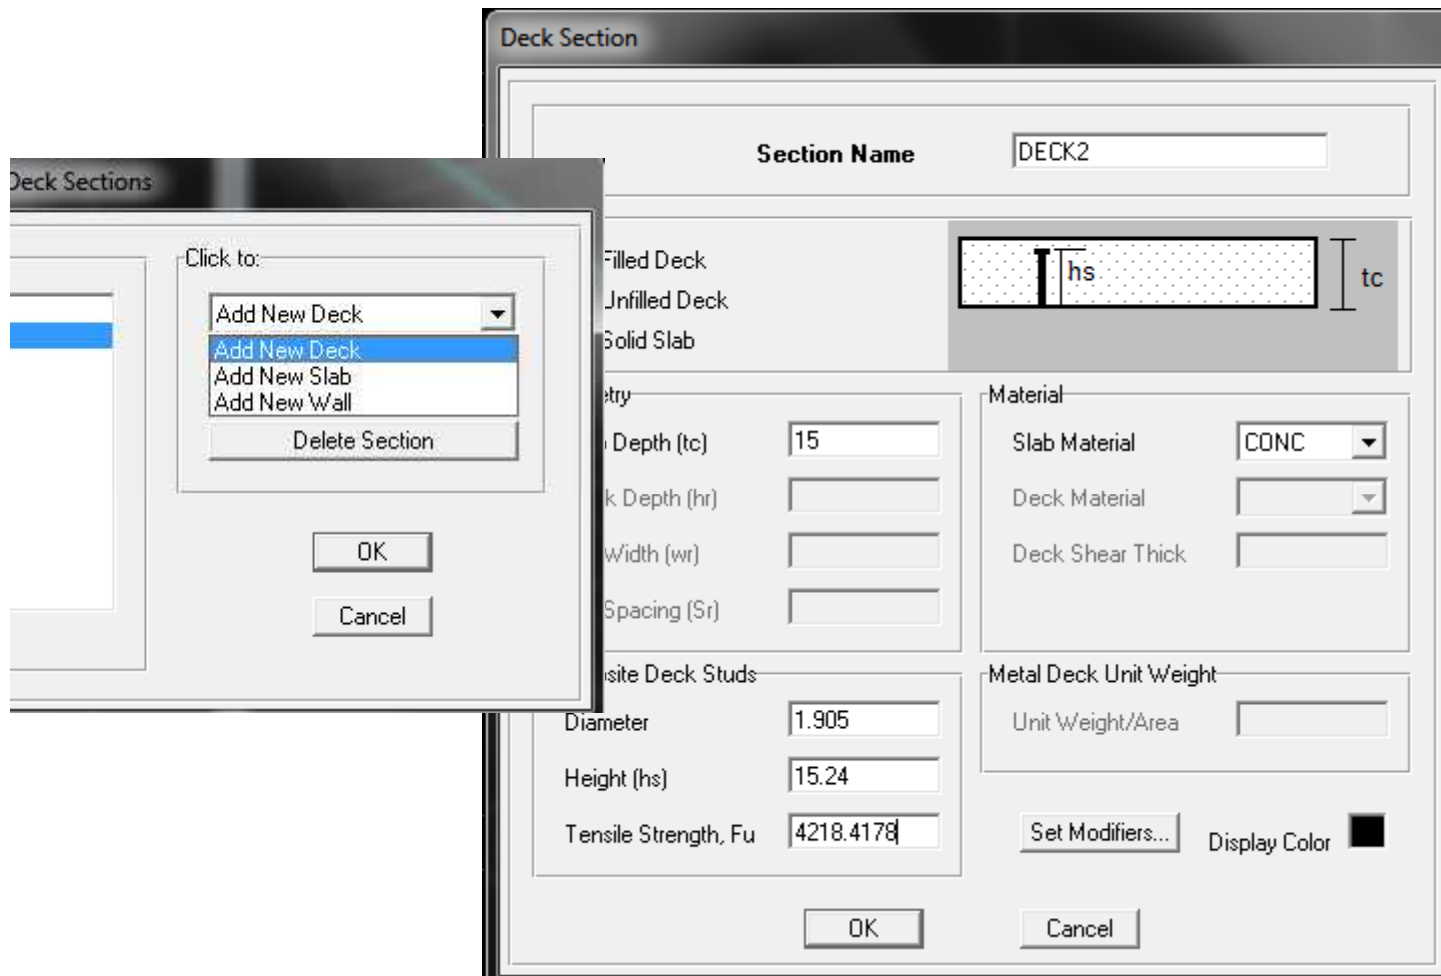 Deck Section
Section Name
DECK2
Filled Deck
Unfilled Deck
Solid Slab
hs
tc
Depth (tc)
15
Depth (hr)
Width (wr)
Spacing (Sr)
Material
Slab Material
CONC
Deck Material
Deck Shear Thick
Deck Studs
Diameter
1.905
Height (hs)
15.24
Tensile Strength, Fu
4218.4178
Metal Deck Unit Weight
Unit Weight/Area
Set Modifiers...
Display Color
OK
Cancel
Deck Sections
Click to:
Add New Deck
Add New Deck
Add New Slab
Add New Wall
Delete Section
OK
Cancel